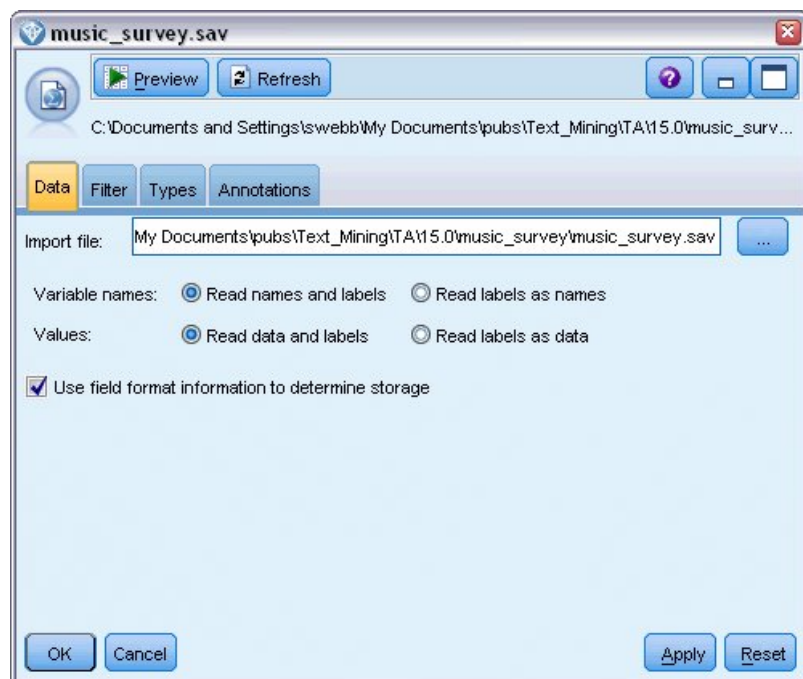 music_survey.sav
Preview Refresh
C:\Documents and Settings\swebb\My Documents\pubs\Text_Mining\TA\15.0\music_surv...
Data Filter Types Annotations
Import file: My Documents\pubs\Text_Mining\TA\15.0\music_survey\music_survey.sav ...
Variable names: Read names and labels Read labels as names
Values: Read data and labels Read labels as data
Use field format information to determine storage
OK Cancel Apply Reset